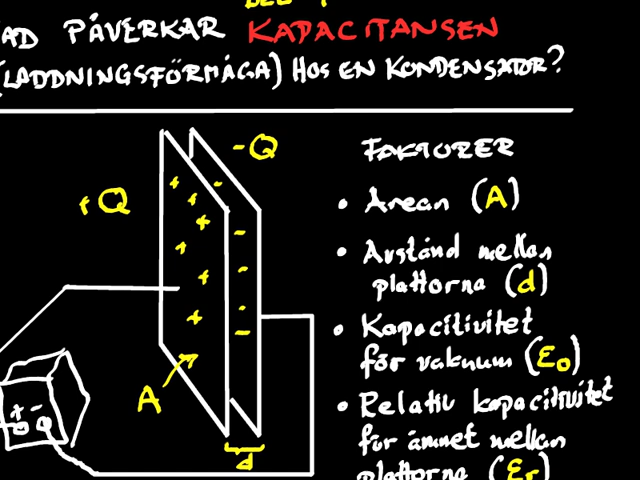 AD PÅVERKAR KAPACITANSEN
(LADDNINGSFÖRMÅGA) HOS EN KONDENSATOR?
-Q
+Q
A
d
+ -
FAKTORER
• Arean (A)
• Avstånd mellan
plattorna (d)
• Kapacitivitet
för vakuum (ε0)
• Relativ kapacitivitet
för ämnet mellan
plattorna (εr)